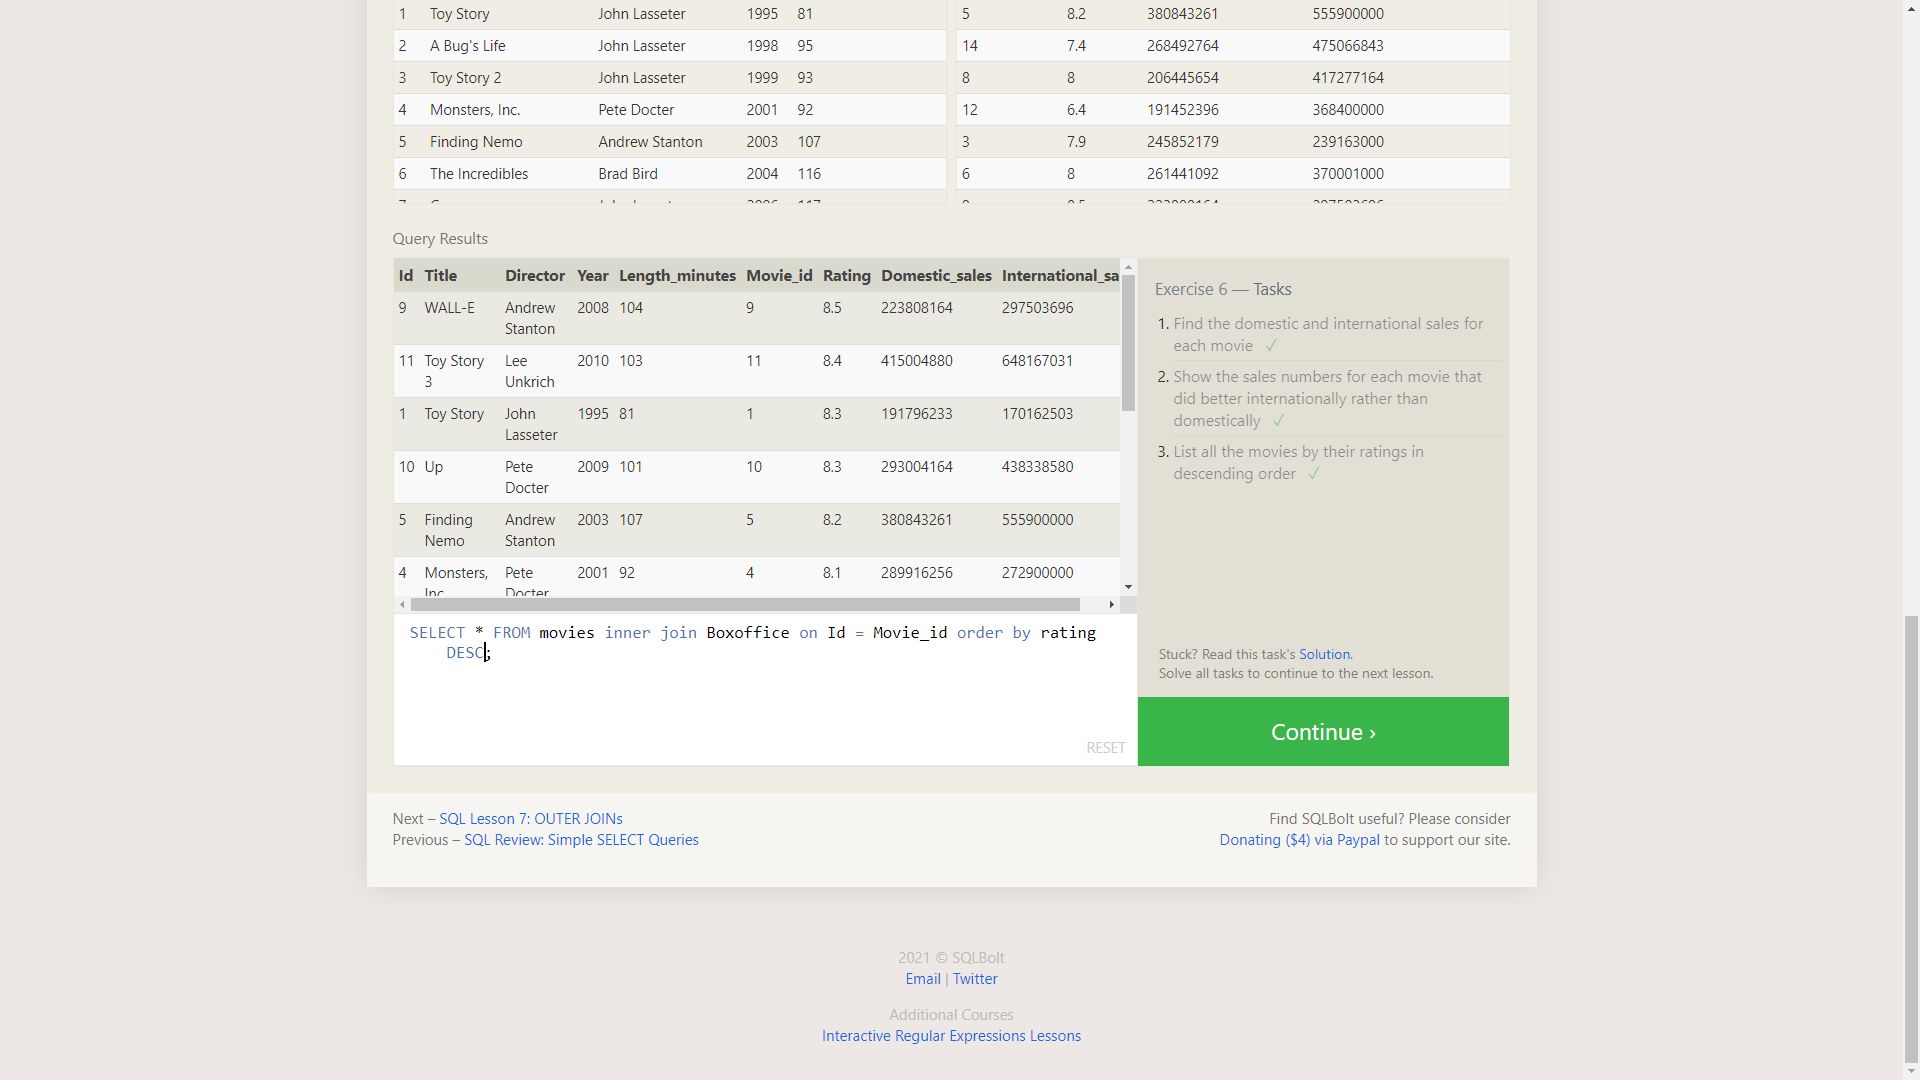 1 Toy Story John Lasseter 1995 81 5 8.2 380843261 555900000
2 A Bug's Life John Lasseter 1998 95 14 7.4 268492764 475066843
3 Toy Story 2 John Lasseter 1999 93 8 8 206445654 417277164
4 Monsters, Inc. Pete Docter 2001 92 12 6.4 191452396 368400000
5 Finding Nemo Andrew Stanton 2003 107 3 7.9 245852179 239163000
6 The Incredibles Brad Bird 2004 116 6 8 261441092 370001000
Query Results
Id Title Director Year Length_minutes Movie_id Rating Domestic_sales International_sa
9 WALL-E Andrew 2008 104 9 8.5 223808164 297503696
Stanton
11 Toy Story Lee 2010 103 11 8.4 415004880 648167031
3 Unkrich
1 Toy Story John 1995 81 1 8.3 191796233 170162503
Lasseter
10 Up Pete 2009 101 10 8.3 293004164 438338580
Docter
5 Finding Andrew 2003 107 5 8.2 380843261 555900000
Nemo Stanton
4 Monsters, Pete 2001 92 4 8.1 289916256 272900000
Inc. Docter
SELECT * FROM movies inner join Boxoffice on Id = Movie_id order by rating
DESC;
RESET
Exercise 6 — Tasks
1. Find the domestic and international sales for
each movie ✓
2. Show the sales numbers for each movie that
did better internationally rather than
domestically ✓
3. List all the movies by their ratings in
descending order ✓
Stuck? Read this task's Solution.
Solve all tasks to continue to the next lesson.
Continue ›
Next – SQL Lesson 7: OUTER JOINs
Previous – SQL Review: Simple SELECT Queries
Find SQLBolt useful? Please consider
Donating ($4) via Paypal to support our site.
2021 © SQLBolt
Email | Twitter
Additional Courses
Interactive Regular Expressions Lessons